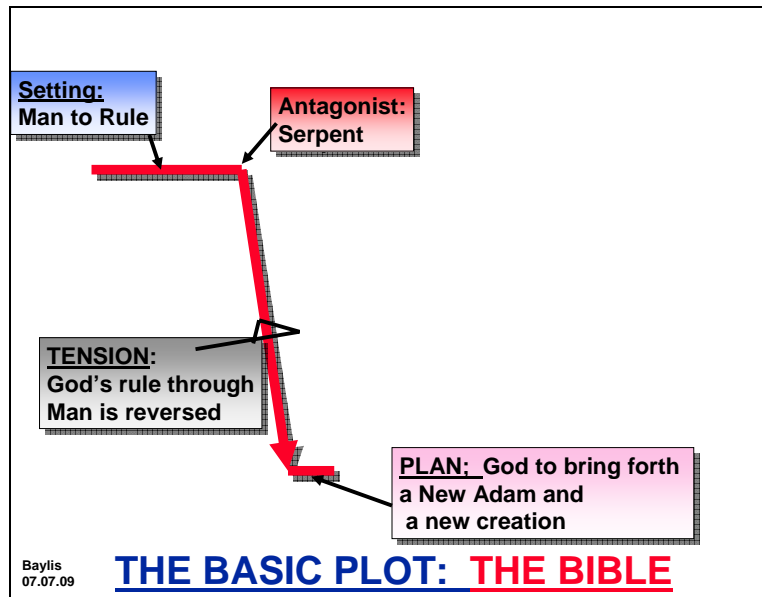 Setting:
Man to Rule
Antagonist:
Serpent
TENSION:
God's rule through
Man is reversed
PLAN; God to bring forth
a New Adam and
a new creation
Baylis
07.07.09
THE BASIC PLOT: THE BIBLE